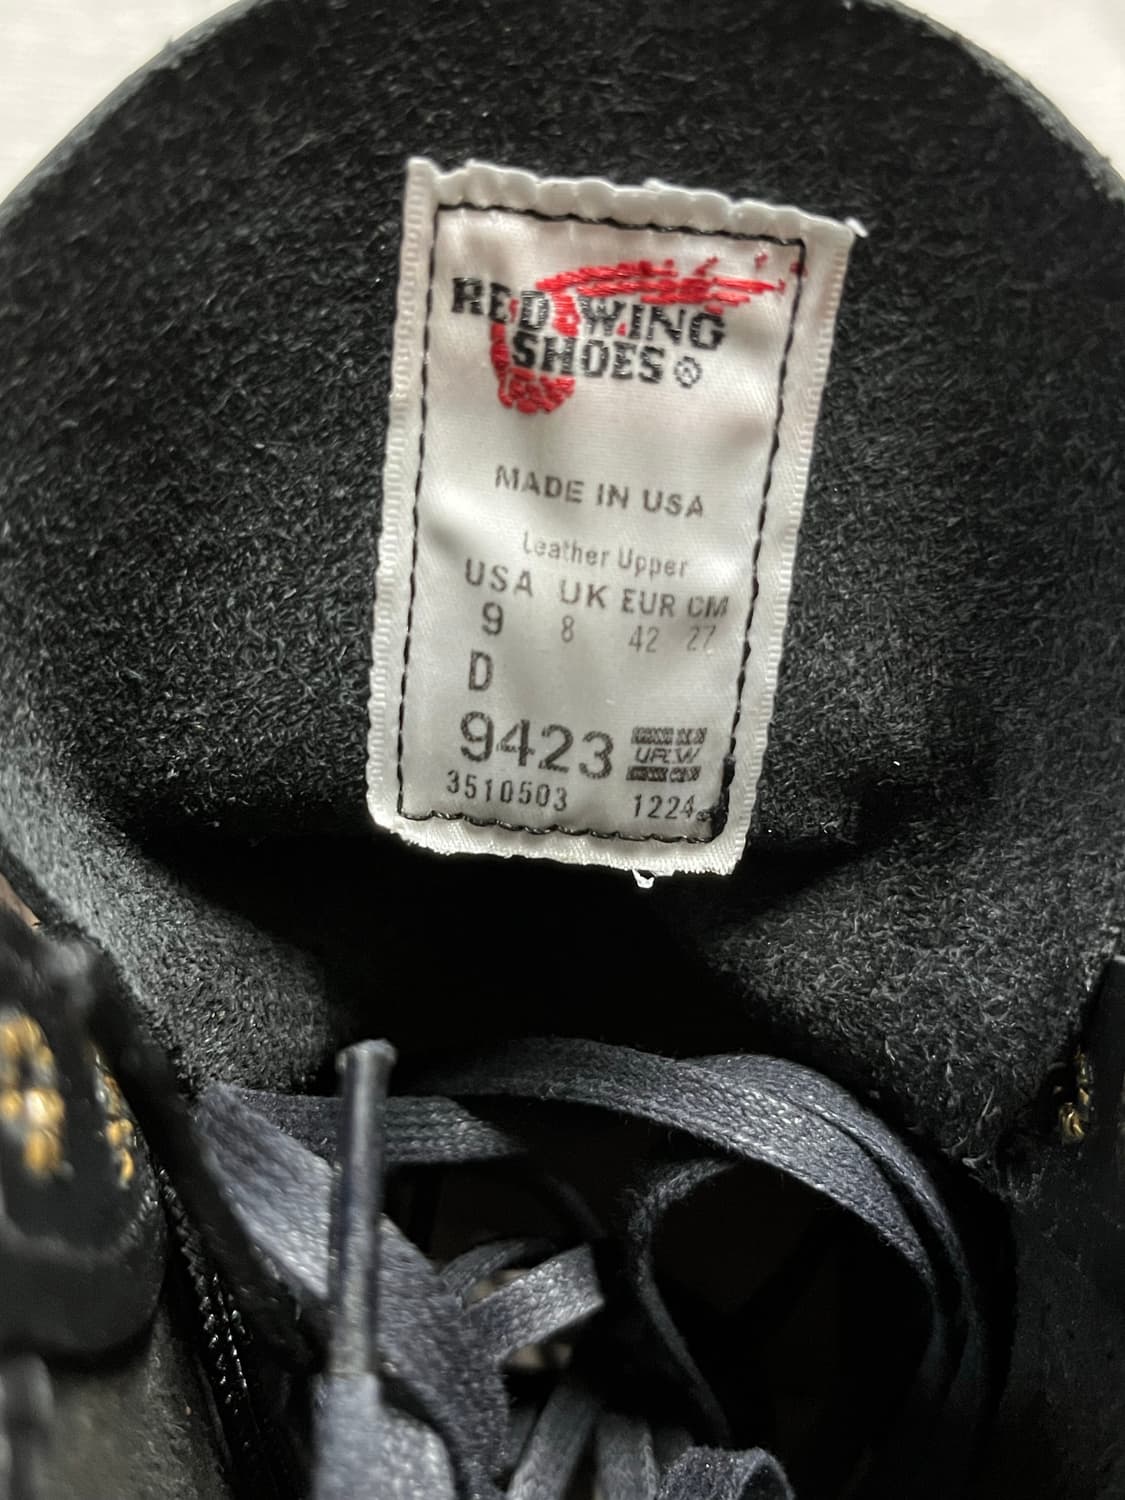 RED WING
SHOES ®
MADE IN USA
Leather Upper
USA UK EUR CM
9 8 42 27
D
9423
3510503 1224